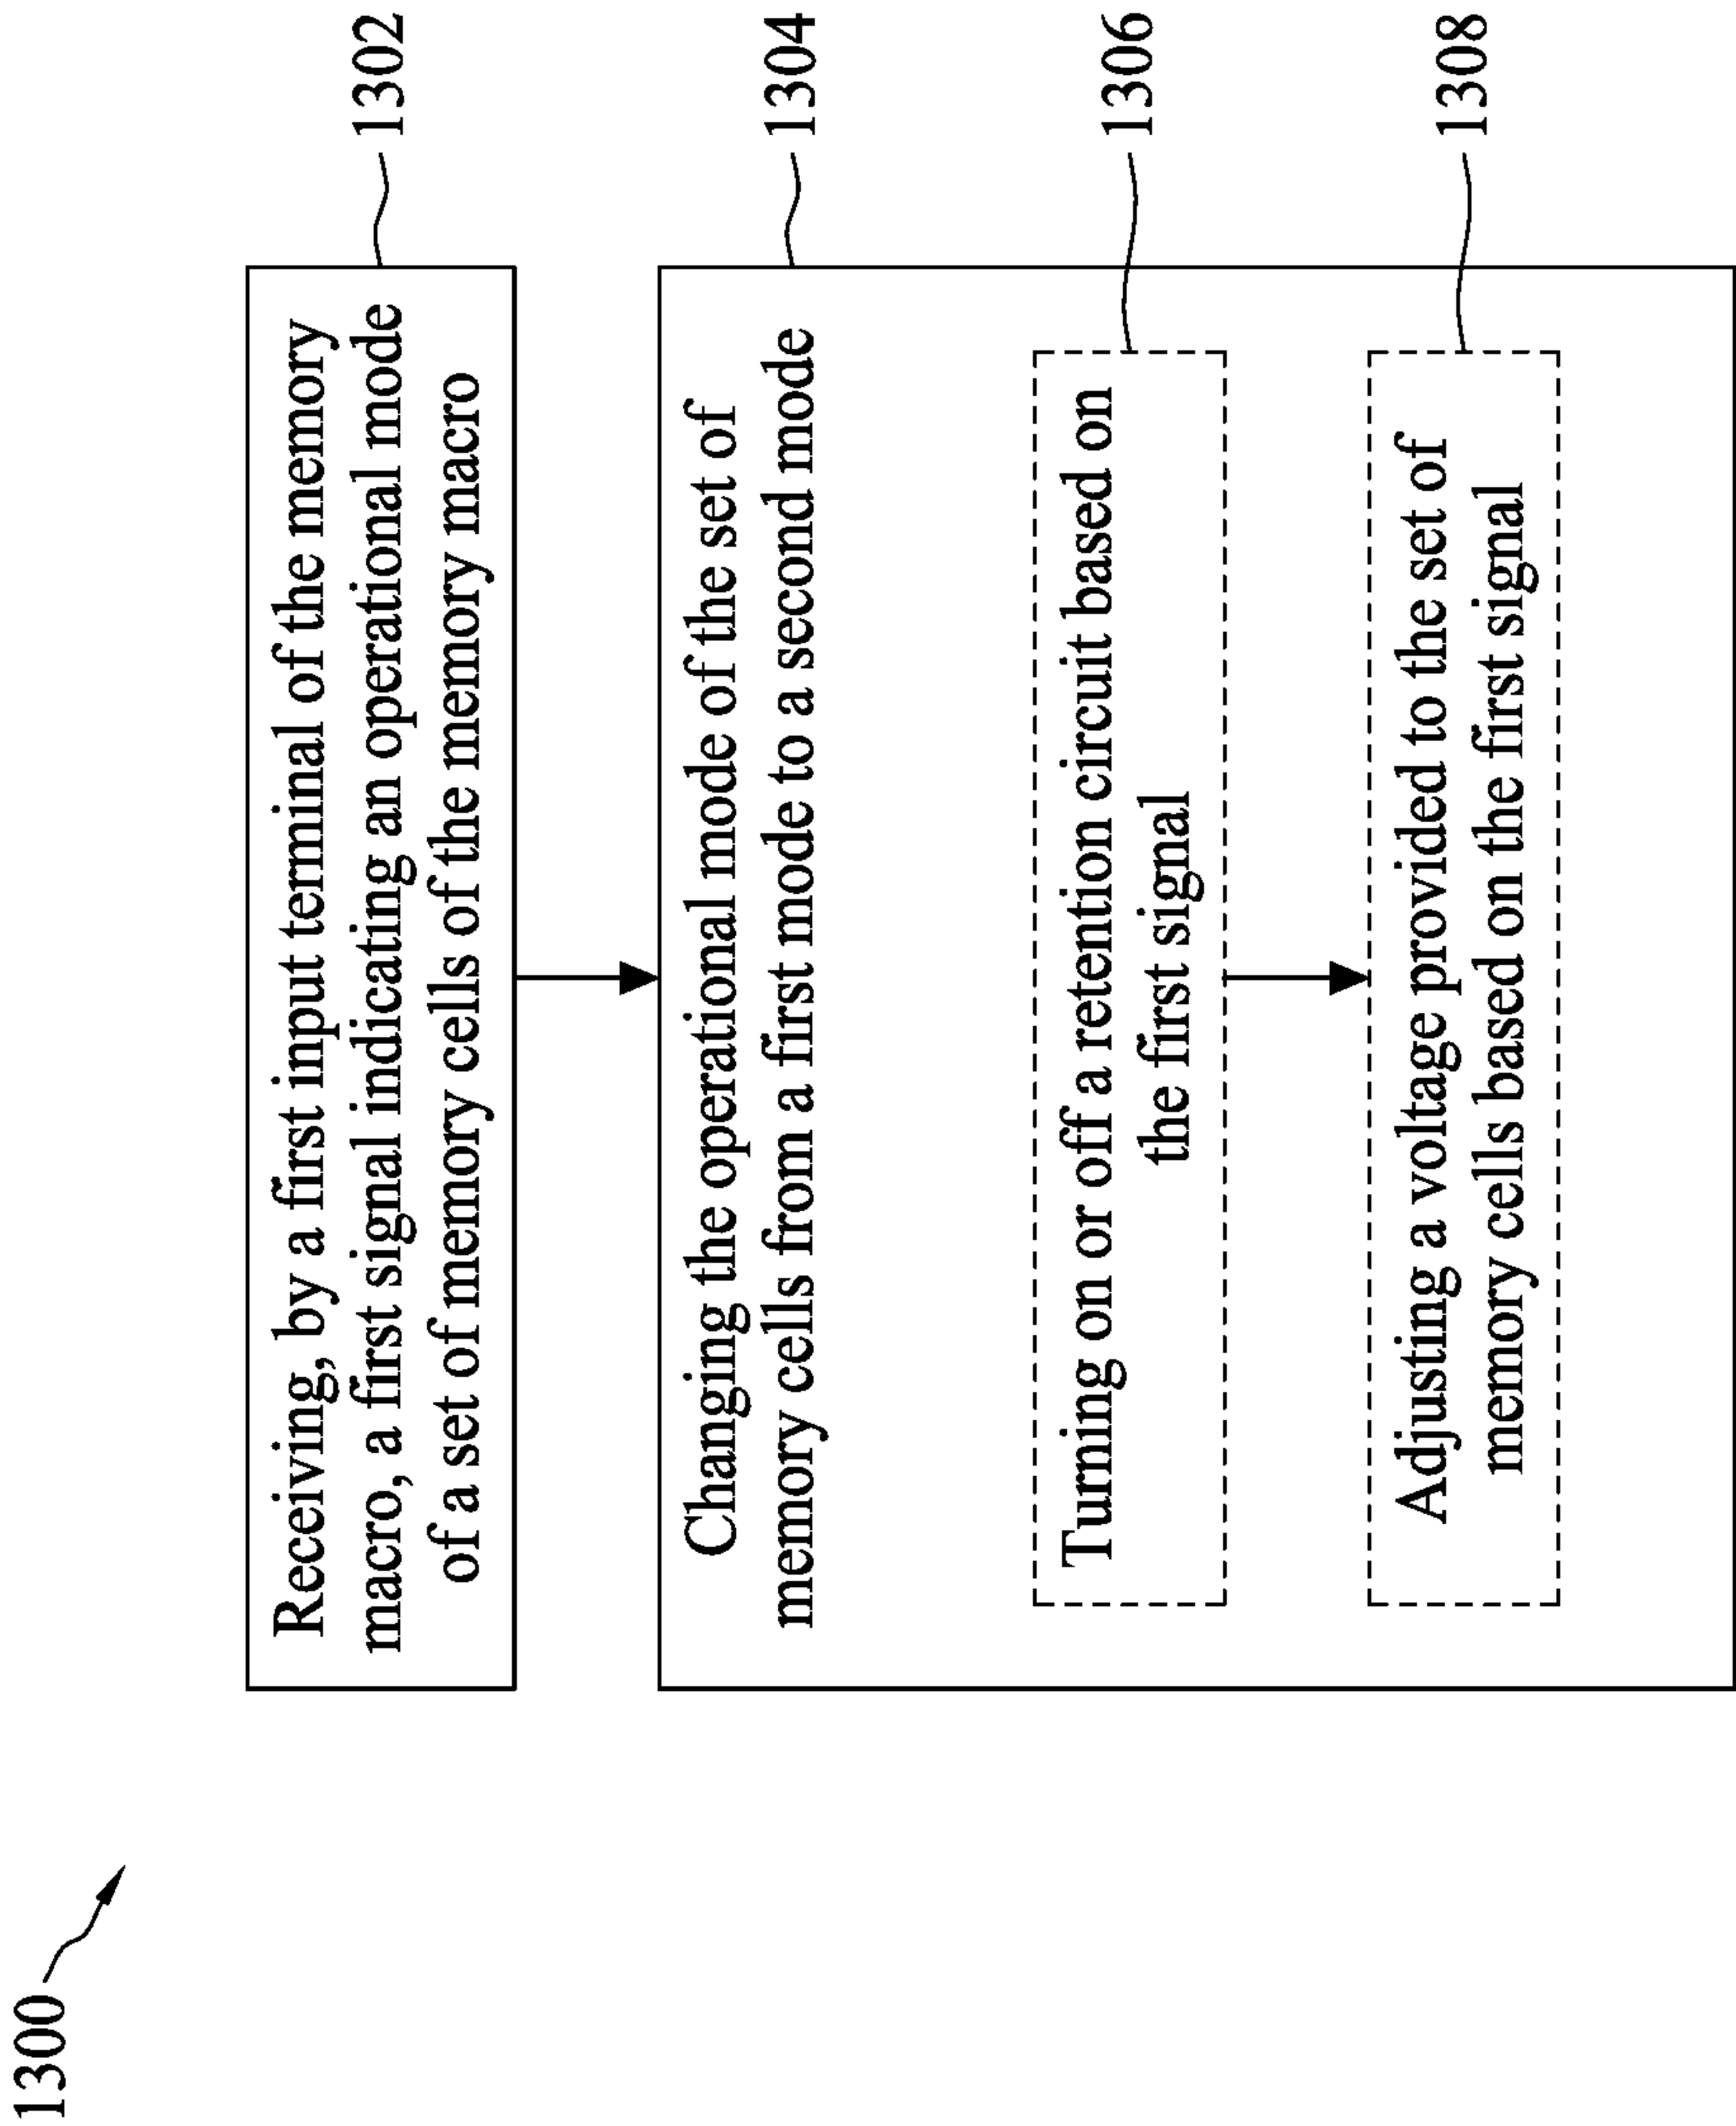 1300
Receiving, by a first input terminal of the memory
macro, a first signal indicating an operational mode
of a set of memory cells of the memory macro
1302
Changing the operational mode of the set of
memory cells from a first mode to a second mode
1304
Turning on or off a retention circuit based on
the first signal
1306
Adjusting a voltage provided to the set of
memory cells based on the first signal
1308